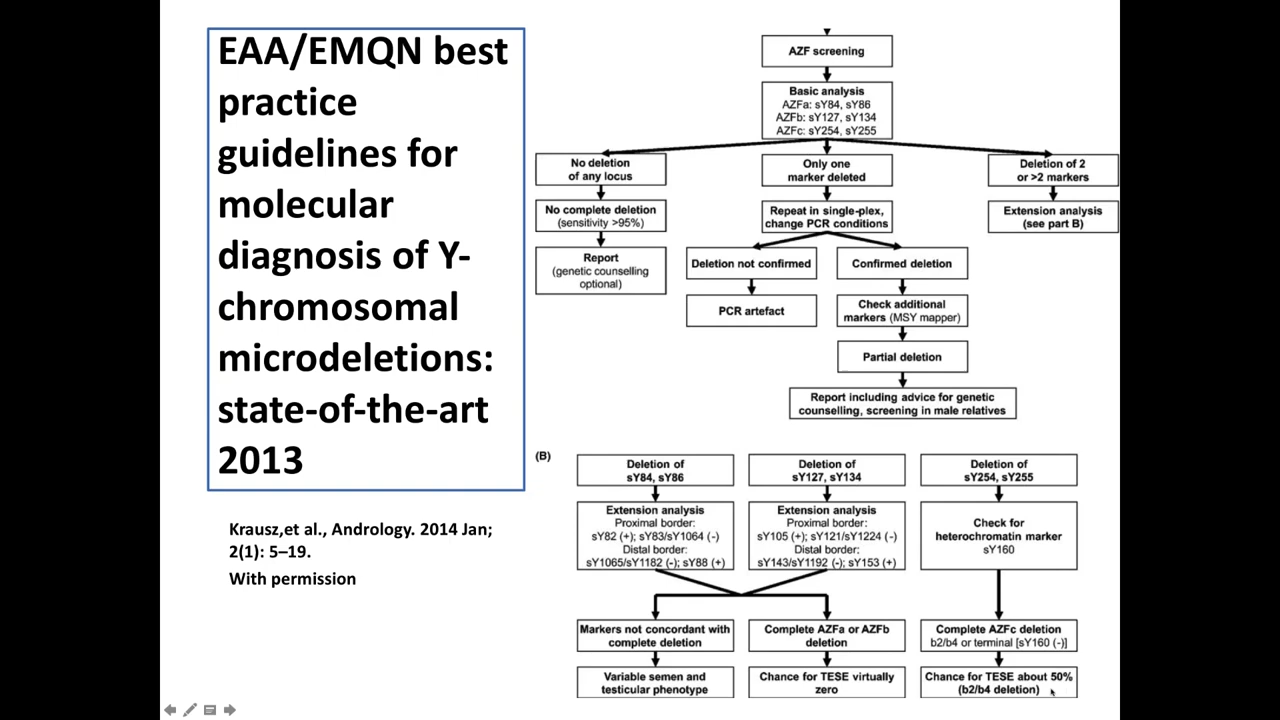 EAA/EMQN best
practice
guidelines for
molecular
diagnosis of Y-
chromosomal
microdeletions:
state-of-the-art
2013
Krausz,et al., Andrology. 2014 Jan;
2(1): 5–19.
With permission
AZF screening
Basic analysis
AZFa: sY84, sY86
AZFb: sY127, sY134
AZFc: sY254, sY255
No deletion
of any locus
Only one
marker deleted
Deletion of 2
or >2 markers
No complete deletion
(sensitivity >95%)
Repeat in single-plex,
change PCR conditions
Extension analysis
(see part B)
Report
(genetic counselling
optional)
Deletion not confirmed
Confirmed deletion
PCR artefact
Check additional
markers (MSY mapper)
Partial deletion
Report including advice for genetic
counselling, screening in male relatives
(B)
Deletion of
sY84, sY86
Deletion of
sY127, sY134
Deletion of
sY254, sY255
Extension analysis
Proximal border:
sY82 (+); sY83/sY1064 (-)
Distal border:
sY1065/sY1182 (-); sY88 (+)
Extension analysis
Proximal border:
sY105 (+); sY121/sY1224 (-)
Distal border:
sY143/sY1192 (-); sY153 (+)
Check for
heterochromatin marker
sY160
Markers not concordant with
complete deletion
Complete AZFa or AZFb
deletion
Complete AZFc deletion
b2/b4 or terminal [sY160 (-)]
Variable semen and
testicular phenotype
Chance for TESE virtually
zero
Chance for TESE about 50%
(b2/b4 deletion)